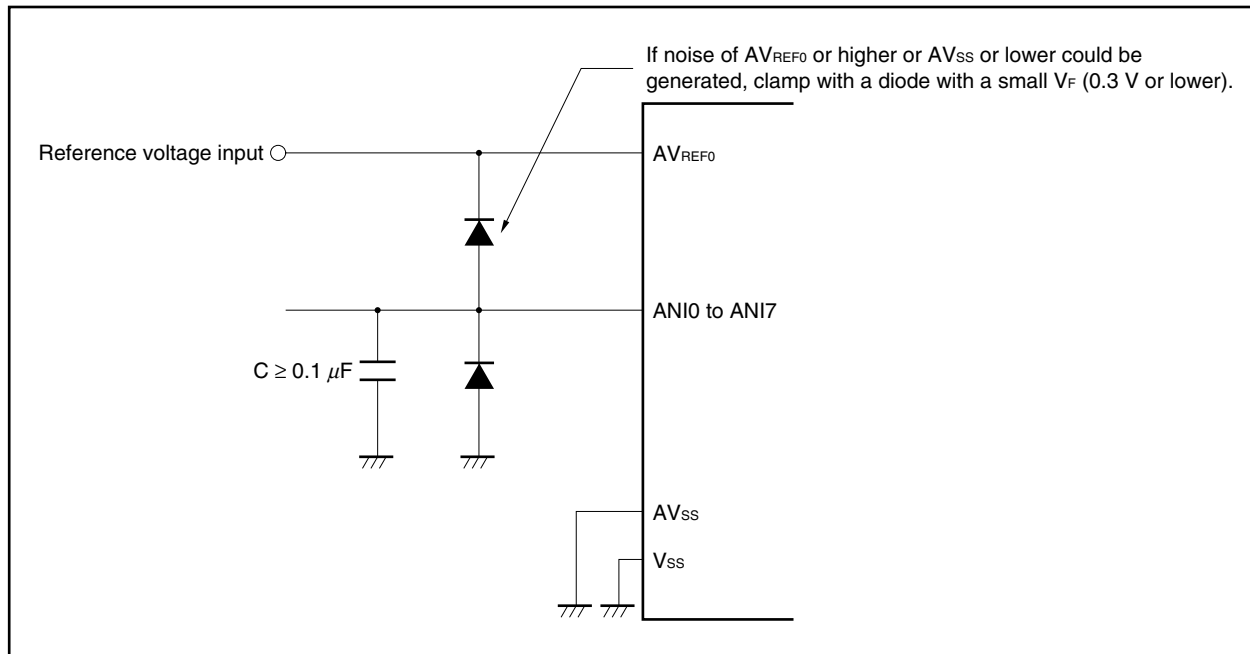 If noise of AVREF0 or higher or AVSS or lower could be
generated, clamp with a diode with a small VF (0.3 V or lower).
Reference voltage input
AVREF0
ANI0 to ANI7
C ≥ 0.1 μF
AVSS
VSS